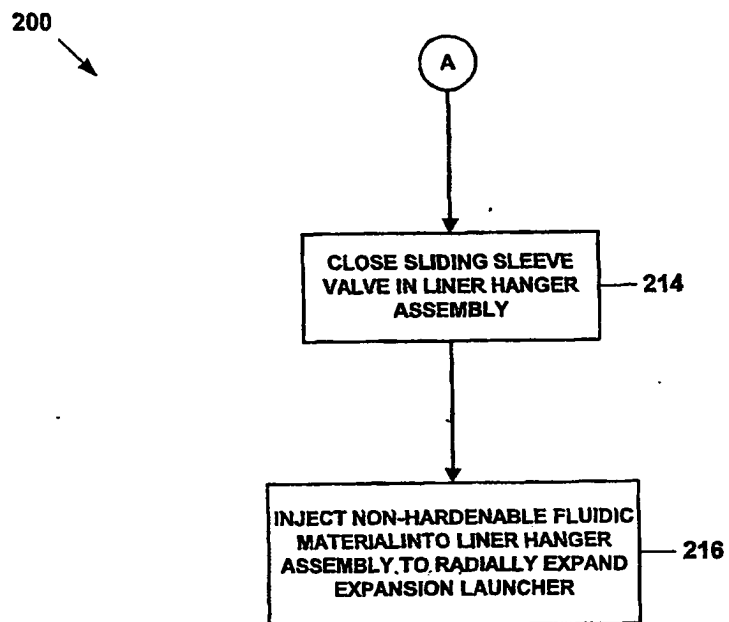 200
A
CLOSE SLIDING SLEEVE
VALVE IN LINER HANGER
ASSEMBLY
214
INJECT NON-HARDENABLE FLUIDIC
MATERIALINTO LINER HANGER
ASSEMBLY TO RADIALLY EXPAND
EXPANSION LAUNCHER
216